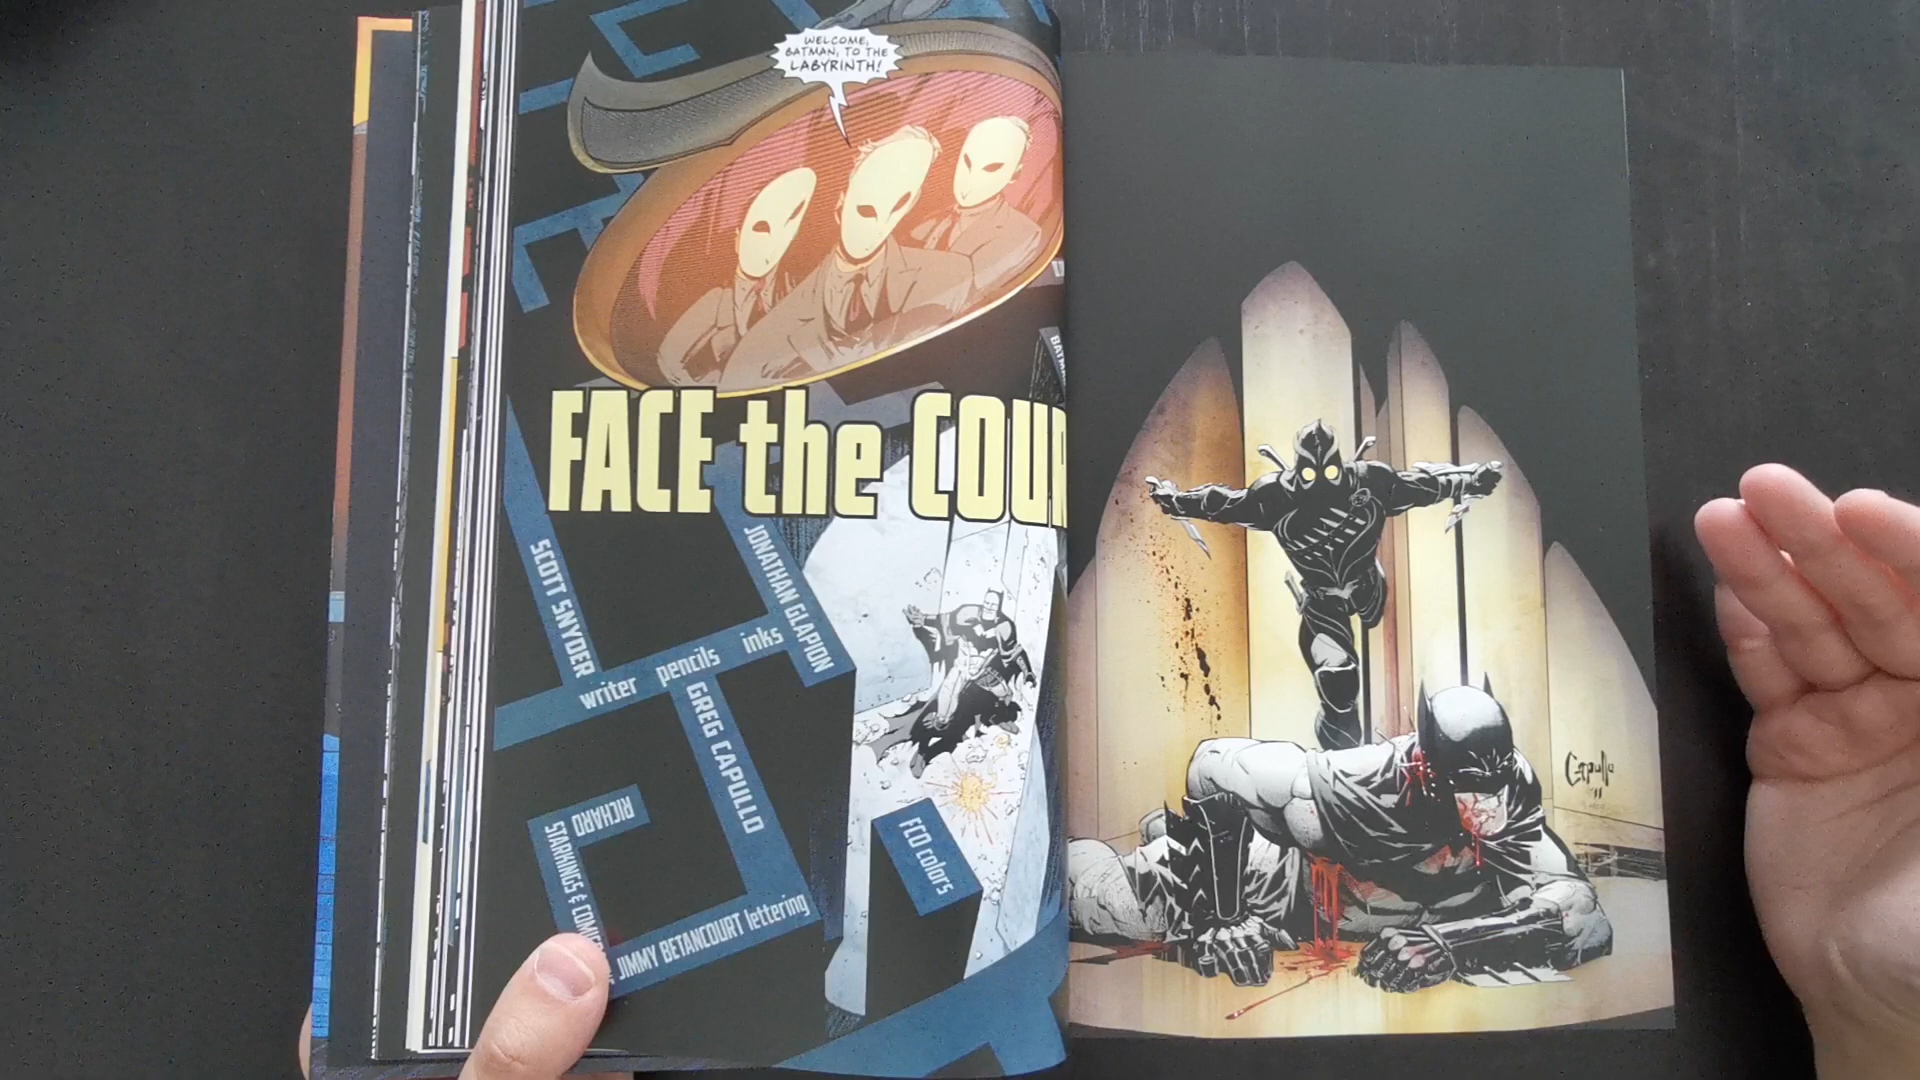 WELCOME,
BATMAN, TO THE
LABYRINTH!
FACE the COUR
SCOTT SNYDER
writer
pencils
GREG CAPULLO
inks
JONATHAN GLAPION
RICHARD
STARKINGS &
JIMMY BETANCOURT lettering
FCO colors
Capullo
'11